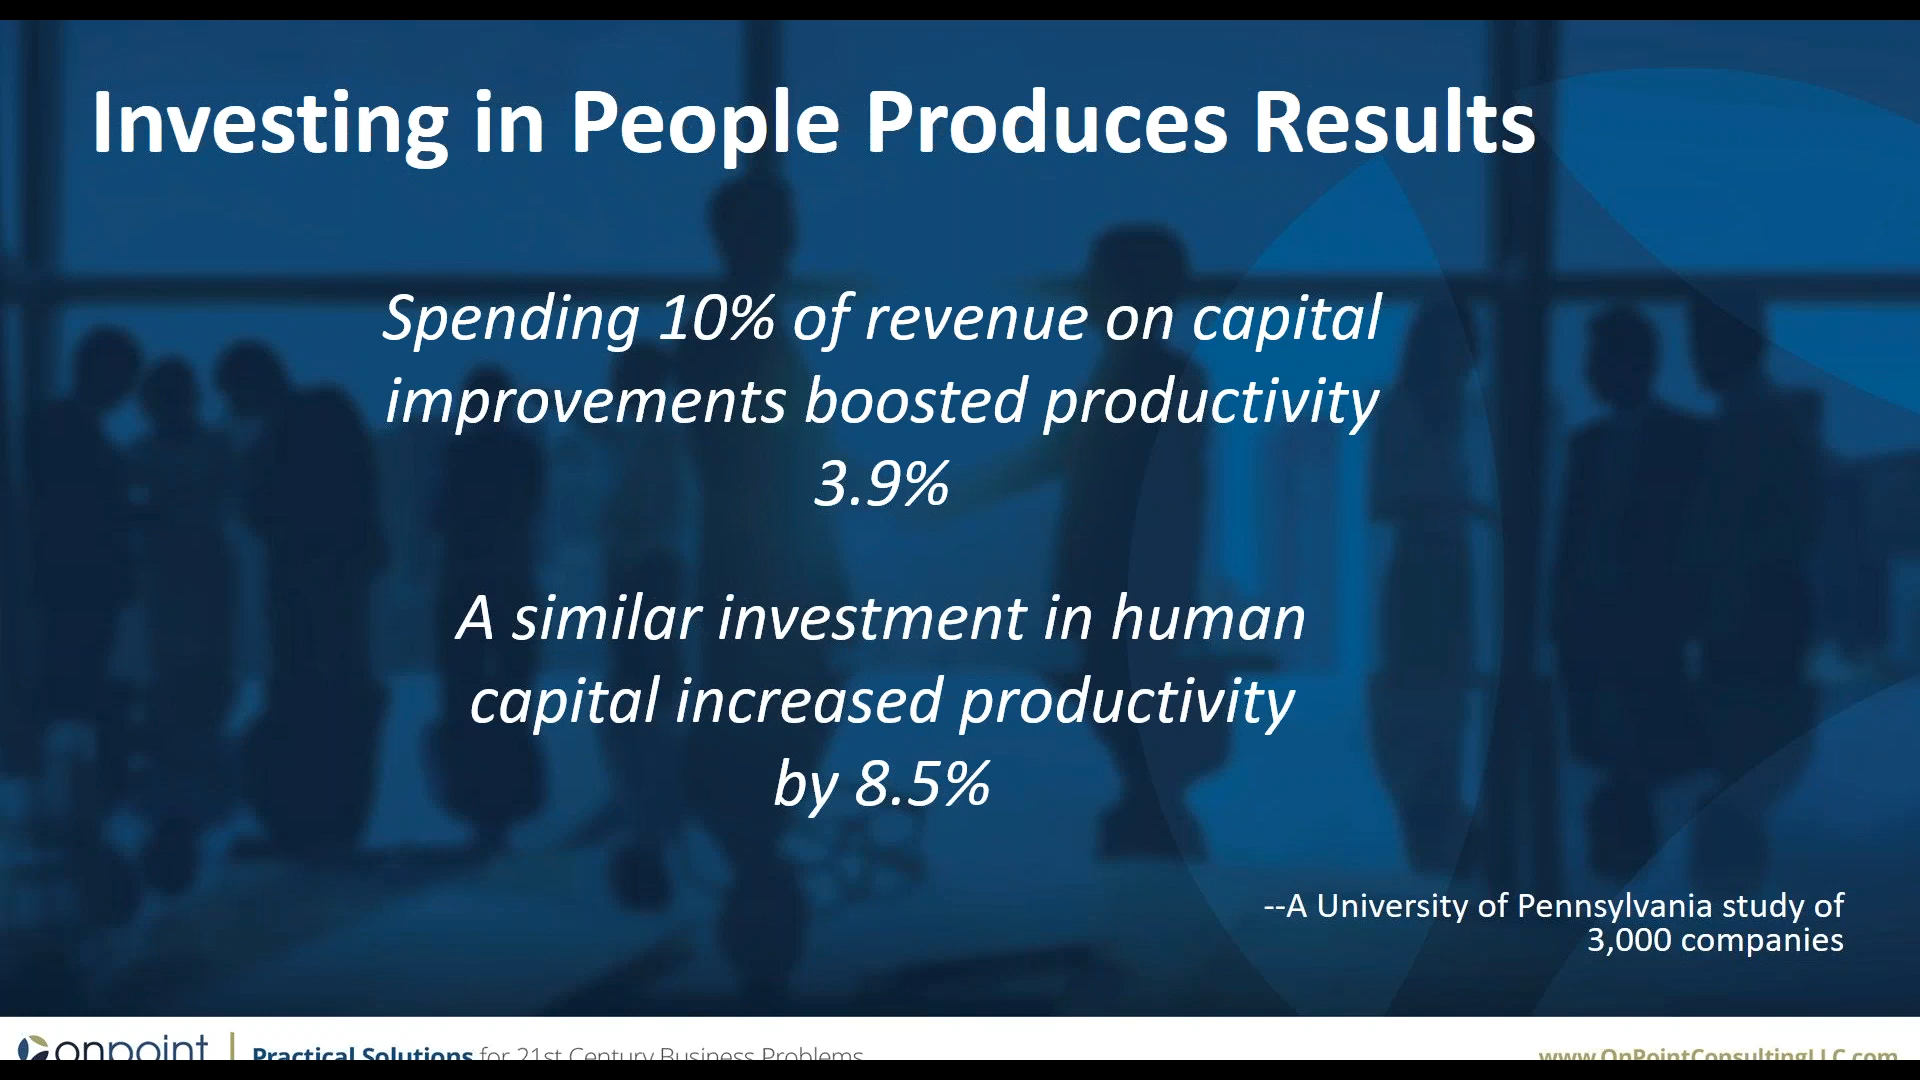 Investing in People Produces Results
Spending 10% of revenue on capital
improvements boosted productivity
3.9%
A similar investment in human
capital increased productivity
by 8.5%
--A University of Pennsylvania study of
3,000 companies
onpoint | Practical Solutions for 21st Century Business Problems
www.OnPointConsultingLLC.com